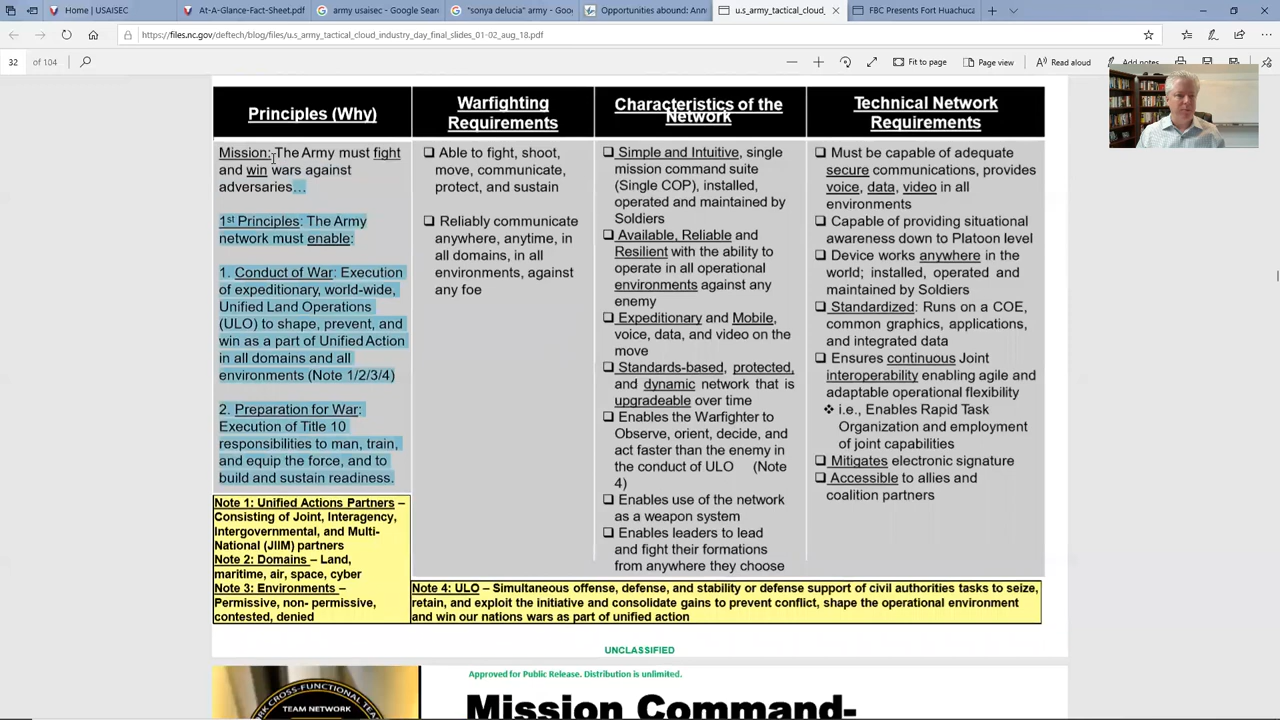 Home | USAISEC
At-A-Glance-Fact-Sheet.pdf
army usaisec - Google Sear
"sonya delucia" army - Goo
Opportunities abound: Ann
u.s_army_tactical_cloud_
FBC Presents Fort Huachuca
https://files.nc.gov/deftech/blog/files/u.s_army_tactical_cloud_industry_day_final_slides_01-02_aug_18.pdf
32 of 104
Fit to page
Page view
Read aloud
Add notes
Principles (Why)
Mission: The Army must fight
and win wars against
adversaries…
1st Principles: The Army
network must enable:
1. Conduct of War: Execution
of expeditionary, world-wide,
Unified Land Operations
(ULO) to shape, prevent, and
win as a part of Unified Action
in all domains and all
environments (Note 1/2/3/4)
2. Preparation for War:
Execution of Title 10
responsibilities to man, train,
and equip the force, and to
build and sustain readiness.
Warfighting
Requirements
❑ Able to fight, shoot,
move, communicate,
protect, and sustain
❑ Reliably communicate
anywhere, anytime, in
all domains, in all
environments, against
any foe
Characteristics of the
Network
❑ Simple and Intuitive, single
mission command suite
(Single COP), installed,
operated and maintained by
Soldiers
❑ Available, Reliable and
Resilient with the ability to
operate in all operational
environments against any
enemy
❑ Expeditionary and Mobile,
voice, data, and video on the
move
❑ Standards-based, protected,
and dynamic network that is
upgradeable over time
❑ Enables the Warfighter to
Observe, orient, decide, and
act faster than the enemy in
the conduct of ULO (Note
4)
❑ Enables use of the network
as a weapon system
❑ Enables leaders to lead
and fight their formations
from anywhere they choose
Technical Network
Requirements
❑ Must be capable of adequate
secure communications, provides
voice, data, video in all
environments
❑ Capable of providing situational
awareness down to Platoon level
❑ Device works anywhere in the
world; installed, operated and
maintained by Soldiers
❑ Standardized: Runs on a COE,
common graphics, applications,
and integrated data
❑ Ensures continuous Joint
interoperability enabling agile and
adaptable operational flexibility
❖ i.e., Enables Rapid Task
Organization and employment
of joint capabilities
❑ Mitigates electronic signature
❑ Accessible to allies and
coalition partners
Note 1: Unified Actions Partners –
Consisting of Joint, Interagency,
Intergovernmental, and Multi-
National (JIIM) partners
Note 2: Domains – Land,
maritime, air, space, cyber
Note 3: Environments –
Permissive, non- permissive,
contested, denied
Note 4: ULO – Simultaneous offense, defense, and stability or defense support of civil authorities tasks to seize,
retain, and exploit the initiative and consolidate gains to prevent conflict, shape the operational environment
and win our nations wars as part of unified action
UNCLASSIFIED
Approved for Public Release. Distribution is unlimited.
CROSS-FUNCTIONAL
TEAM NETWORK
Mission Command-